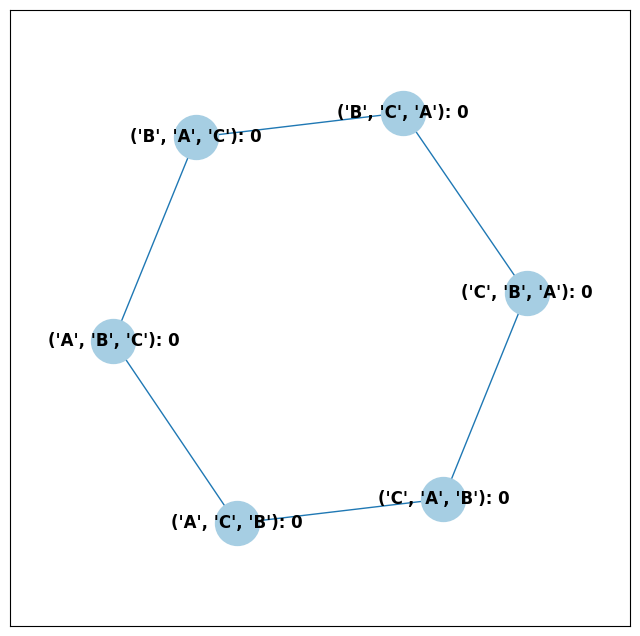 ('B', 'C', 'A'): 0
('B', 'A', 'C'): 0
('C', 'B', 'A'): 0
('A', 'B', 'C'): 0
('C', 'A', 'B'): 0
('A', 'C', 'B'): 0